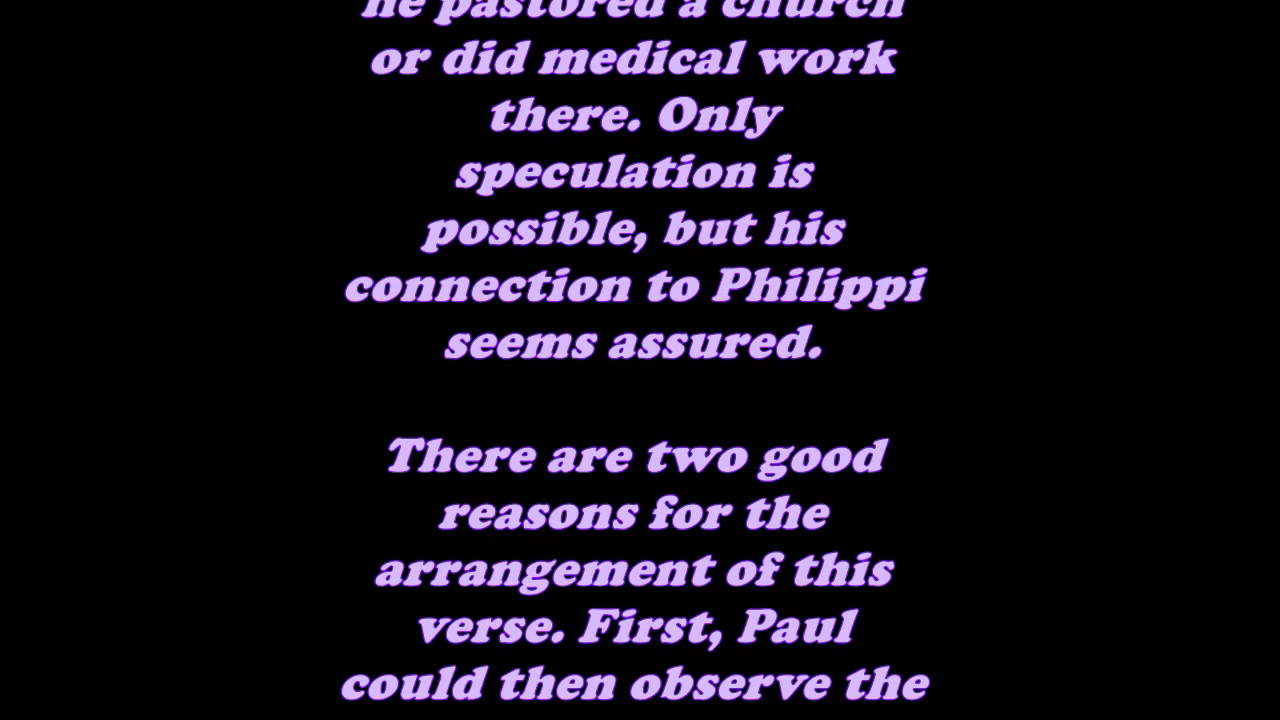 he pastored a church
or did medical work
there. Only
speculation is
possible, but his
connection to Philippi
seems assured.
There are two good
reasons for the
arrangement of this
verse. First, Paul
could then observe the